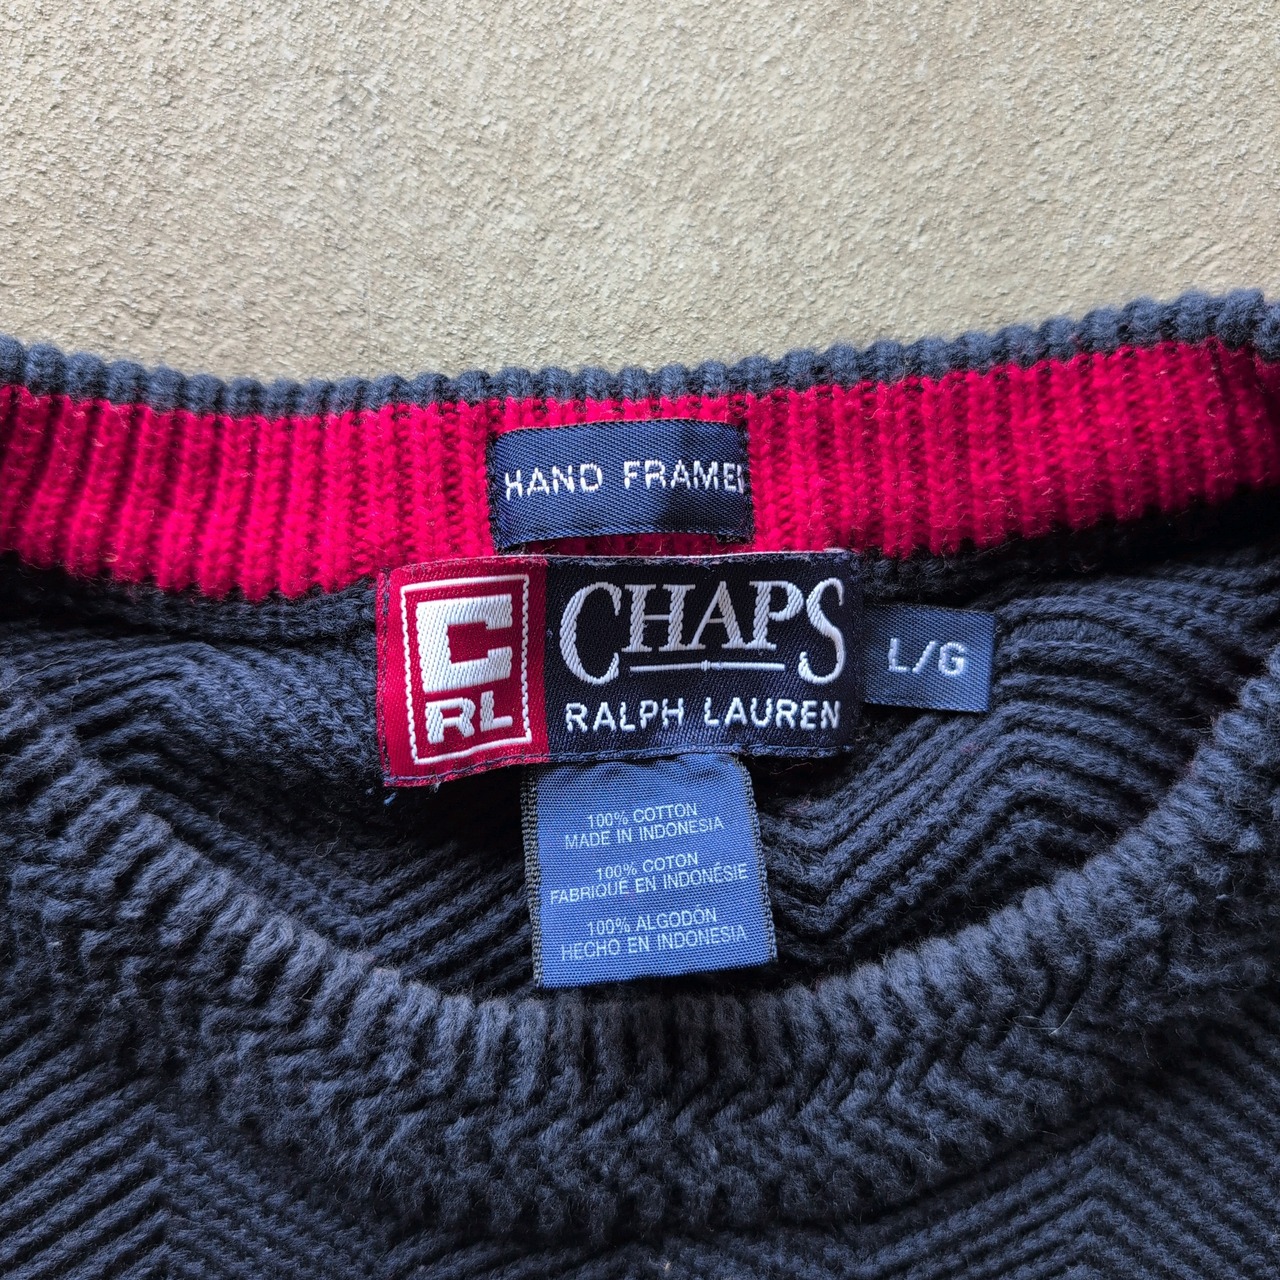 HAND FRAMED
C
RL
CHAPS
RALPH LAUREN
L/G
100% COTTON
MADE IN INDONESIA
100% COTON
FABRIQUÉ EN INDONÉSIE
100% ALGODÓN
HECHO EN INDONESIA